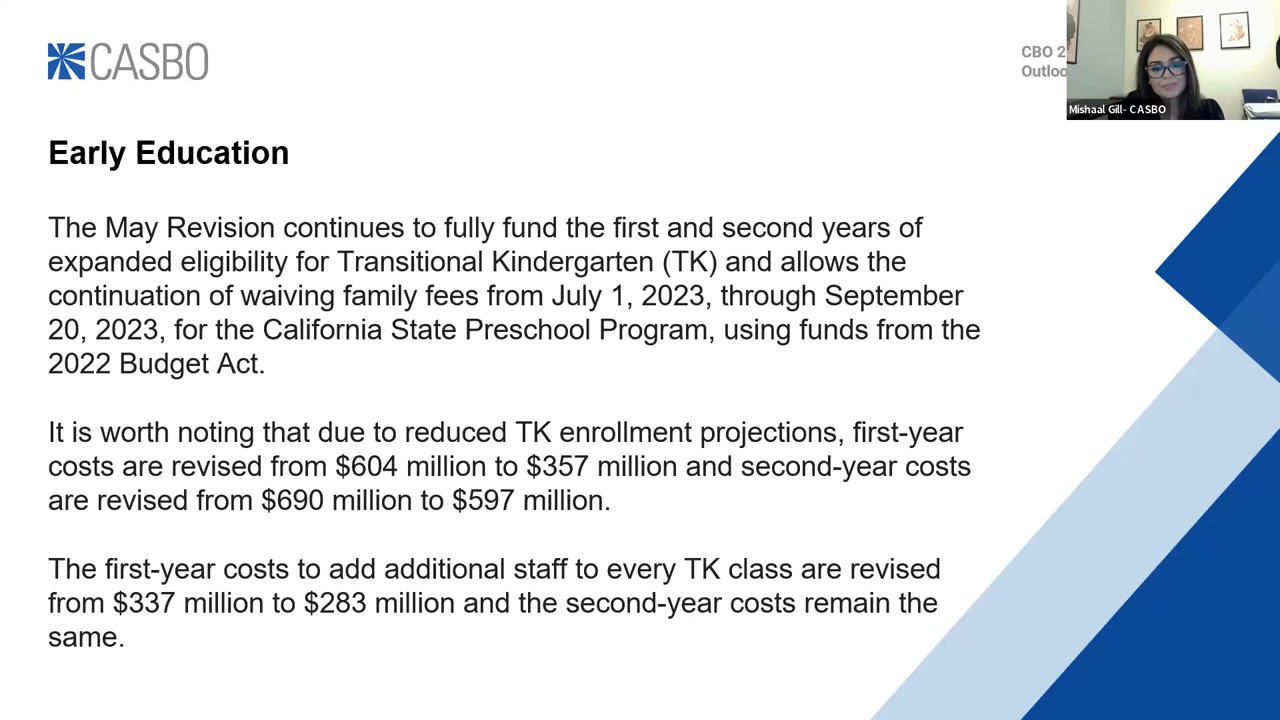 CASBO
CBO 2
Outloo
Mishaal Gill- CASBO
Early Education
The May Revision continues to fully fund the first and second years of
expanded eligibility for Transitional Kindergarten (TK) and allows the
continuation of waiving family fees from July 1, 2023, through September
20, 2023, for the California State Preschool Program, using funds from the
2022 Budget Act.
It is worth noting that due to reduced TK enrollment projections, first-year
costs are revised from $604 million to $357 million and second-year costs
are revised from $690 million to $597 million.
The first-year costs to add additional staff to every TK class are revised
from $337 million to $283 million and the second-year costs remain the
same.